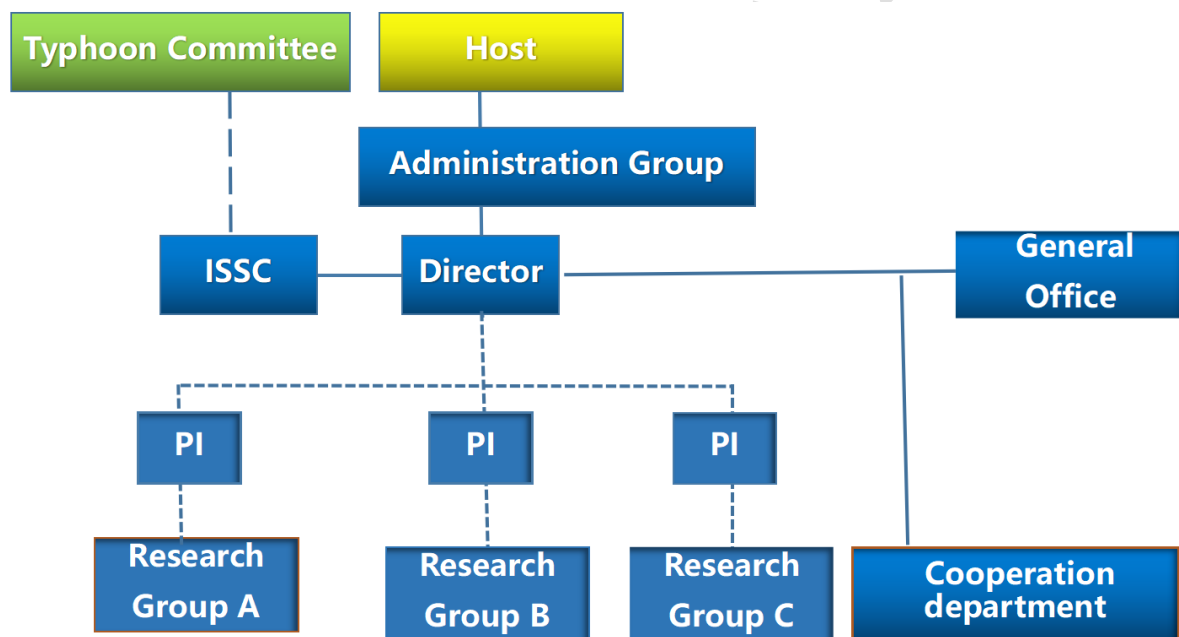 Typhoon Committee
Host
Administration Group
ISSC
Director
General
Office
PI
PI
PI
Research
Group A
Research
Group B
Research
Group C
Cooperation
department